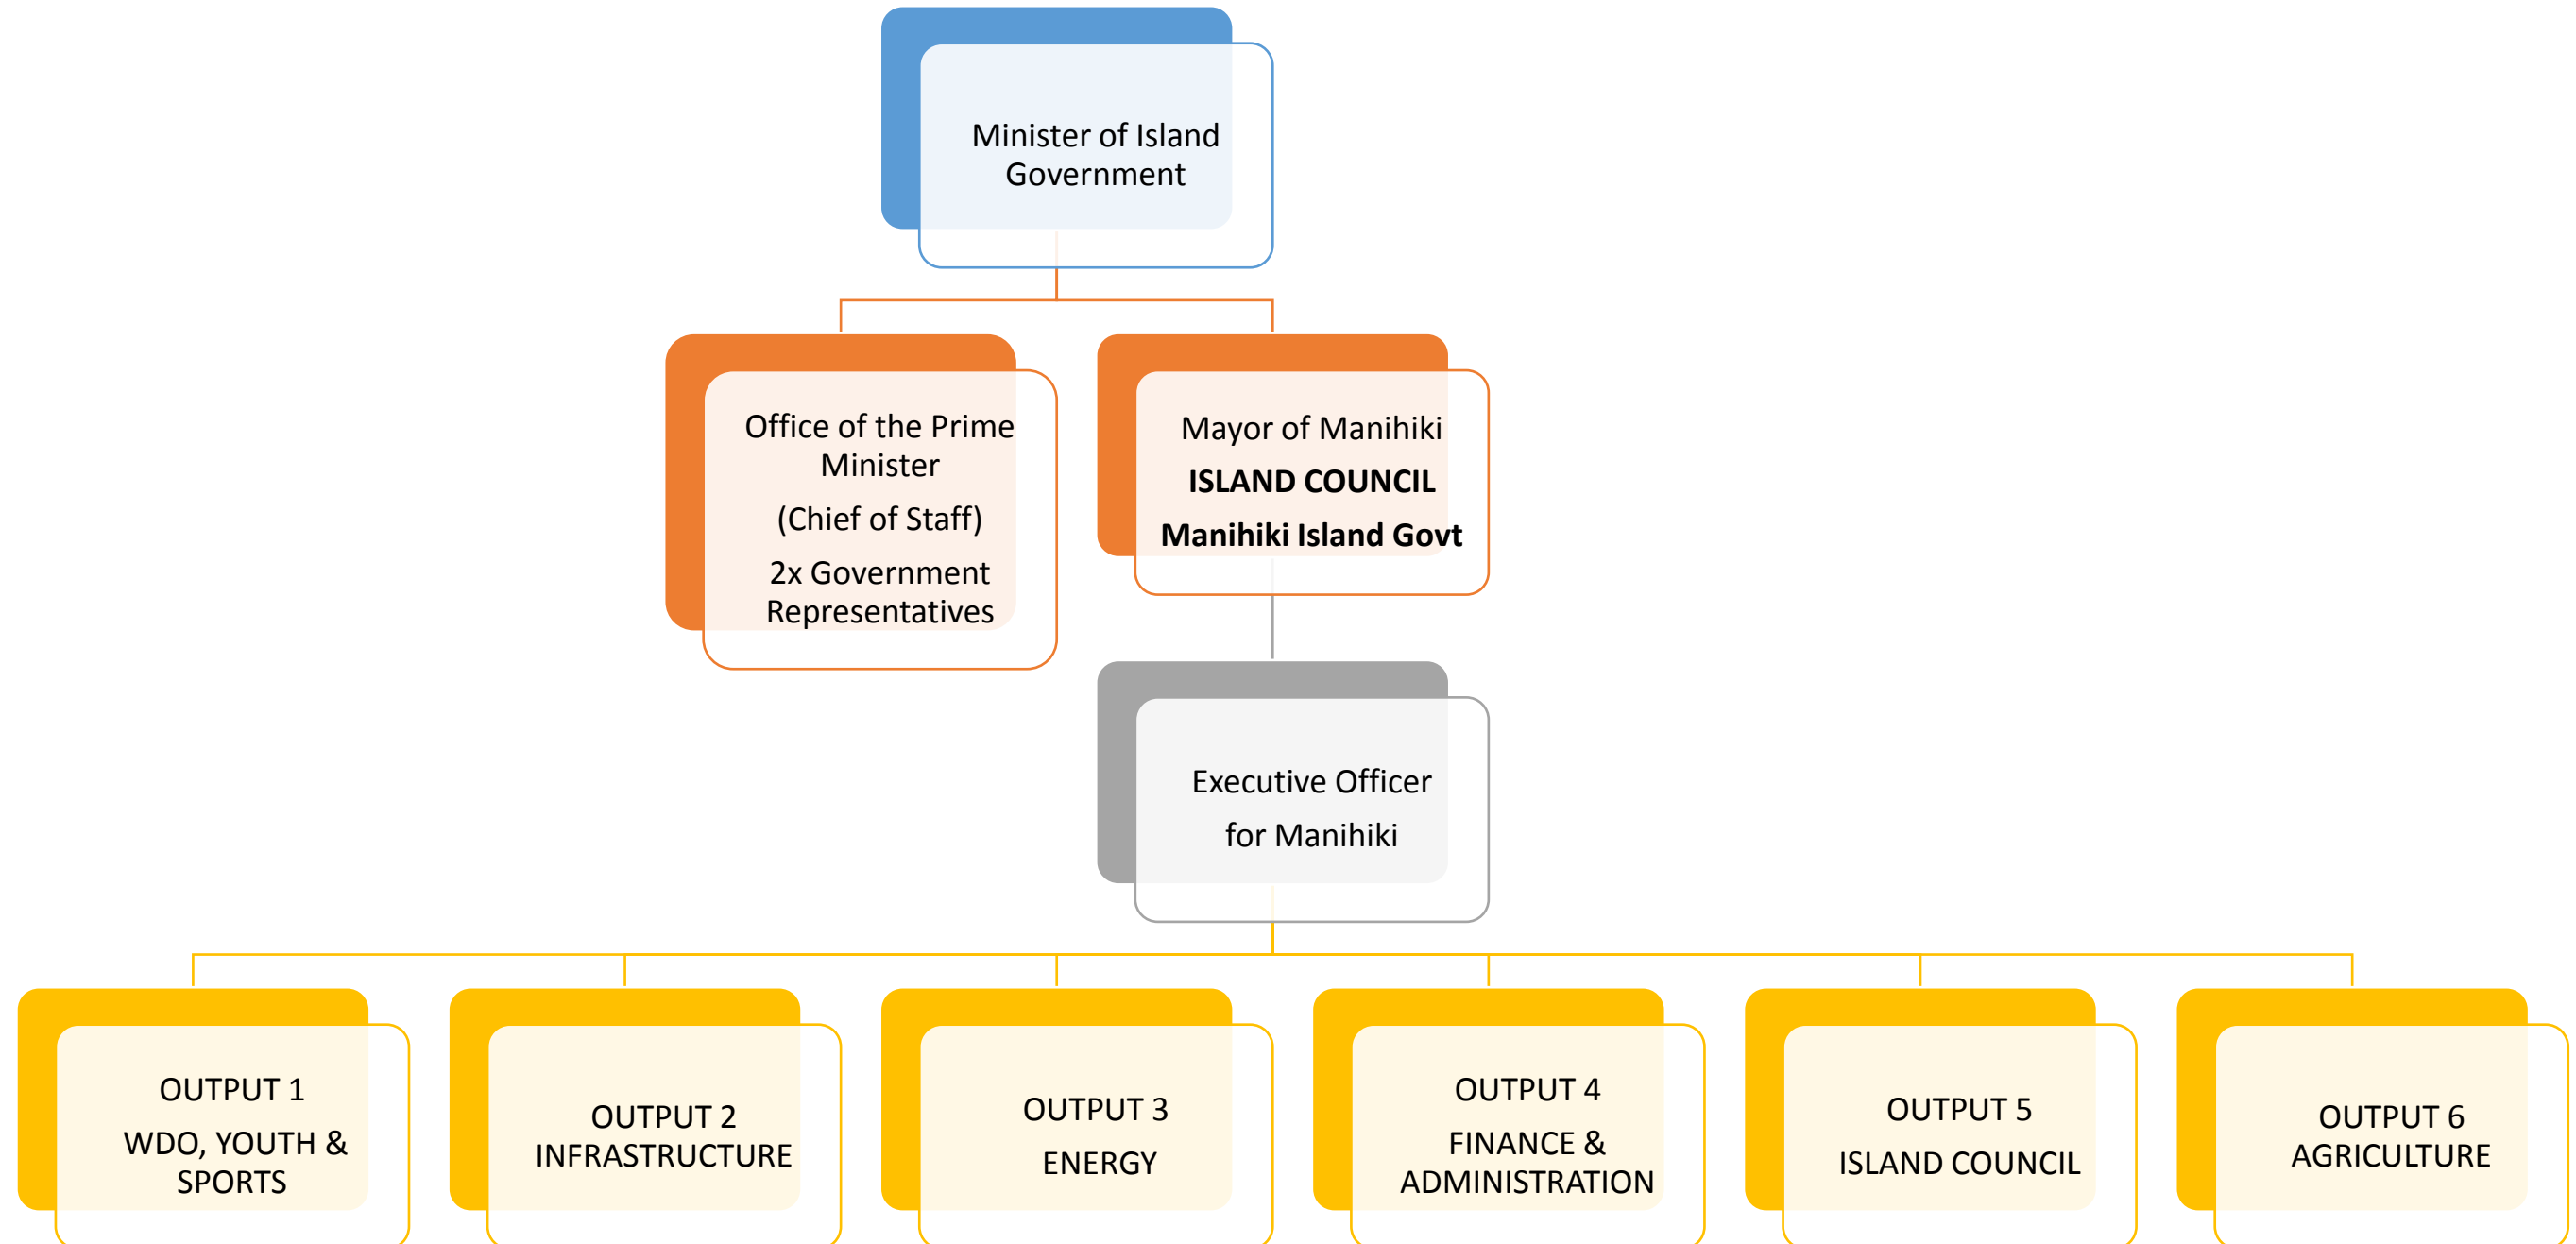 Minister of Island
Government
Office of the Prime
Minister
(Chief of Staff)
2x Government
Representatives
Mayor of Manihiki
ISLAND COUNCIL
Manihiki Island Govt
Executive Officer
for Manihiki
OUTPUT 1
WDO, YOUTH &
SPORTS
OUTPUT 2
INFRASTRUCTURE
OUTPUT 3
ENERGY
OUTPUT 4
FINANCE &
ADMINISTRATION
OUTPUT 5
ISLAND COUNCIL
OUTPUT 6
AGRICULTURE